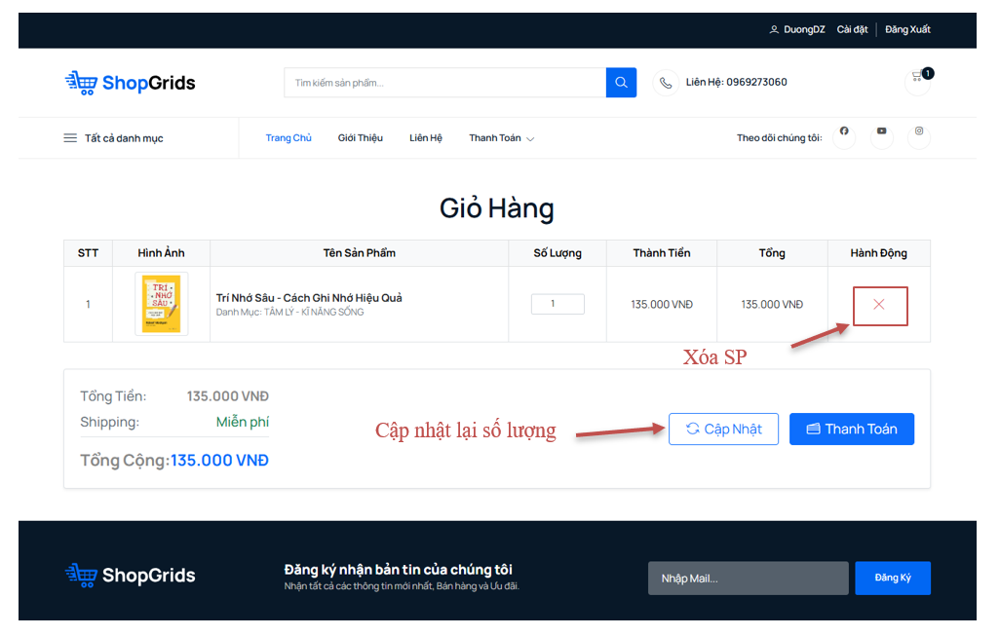 DuongDZ Cài đặt Đăng Xuất
ShopGrids
Tìm kiếm sản phẩm...
Liên Hệ: 0969273060
1
Tất cả danh mục
Trang Chủ Giới Thiệu Liên Hệ Thanh Toán
Theo dõi chúng tôi:
Giỏ Hàng
STT Hình Ảnh Tên Sản Phẩm Số Lượng Thành Tiền Tổng Hành Động
1
TRÍ
NHỚ
SÂU
Trí Nhớ Sâu - Cách Ghi Nhớ Hiệu Quả
Danh Mục: TÂM LÝ - KĨ NĂNG SỐNG
1
135.000 VNĐ
135.000 VNĐ
Xóa SP
Tổng Tiền: 135.000 VNĐ
Shipping: Miễn phí
Tổng Cộng:135.000 VNĐ
Cập nhật lại số lượng
Cập Nhật
Thanh Toán
ShopGrids
Đăng ký nhận bản tin của chúng tôi
Nhận tất cả các thông tin mới nhất, Bán hàng và Ưu đãi.
Nhập Mail...
Đăng Ký